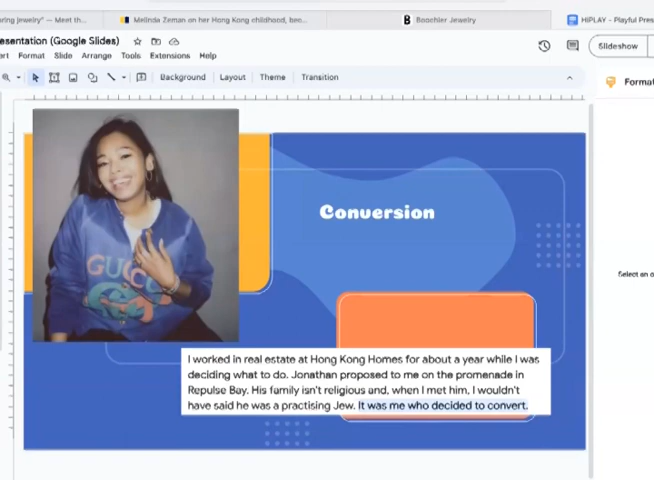 Melinda Zeman on her Hong Kong childhood, bec...
B Boochier Jewelry
HiPLAY - Playful Pres
esentation (Google Slides)
Slideshow
ert Format Slide Arrange Tools Extensions Help
Background Layout Theme Transition
Format
Conversion
GUCCI
Select an o
I worked in real estate at Hong Kong Homes for about a year while I was
deciding what to do. Jonathan proposed to me on the promenade in
Repulse Bay. His family isn't religious and, when I met him, I wouldn't
have said he was a practising Jew. It was me who decided to convert.